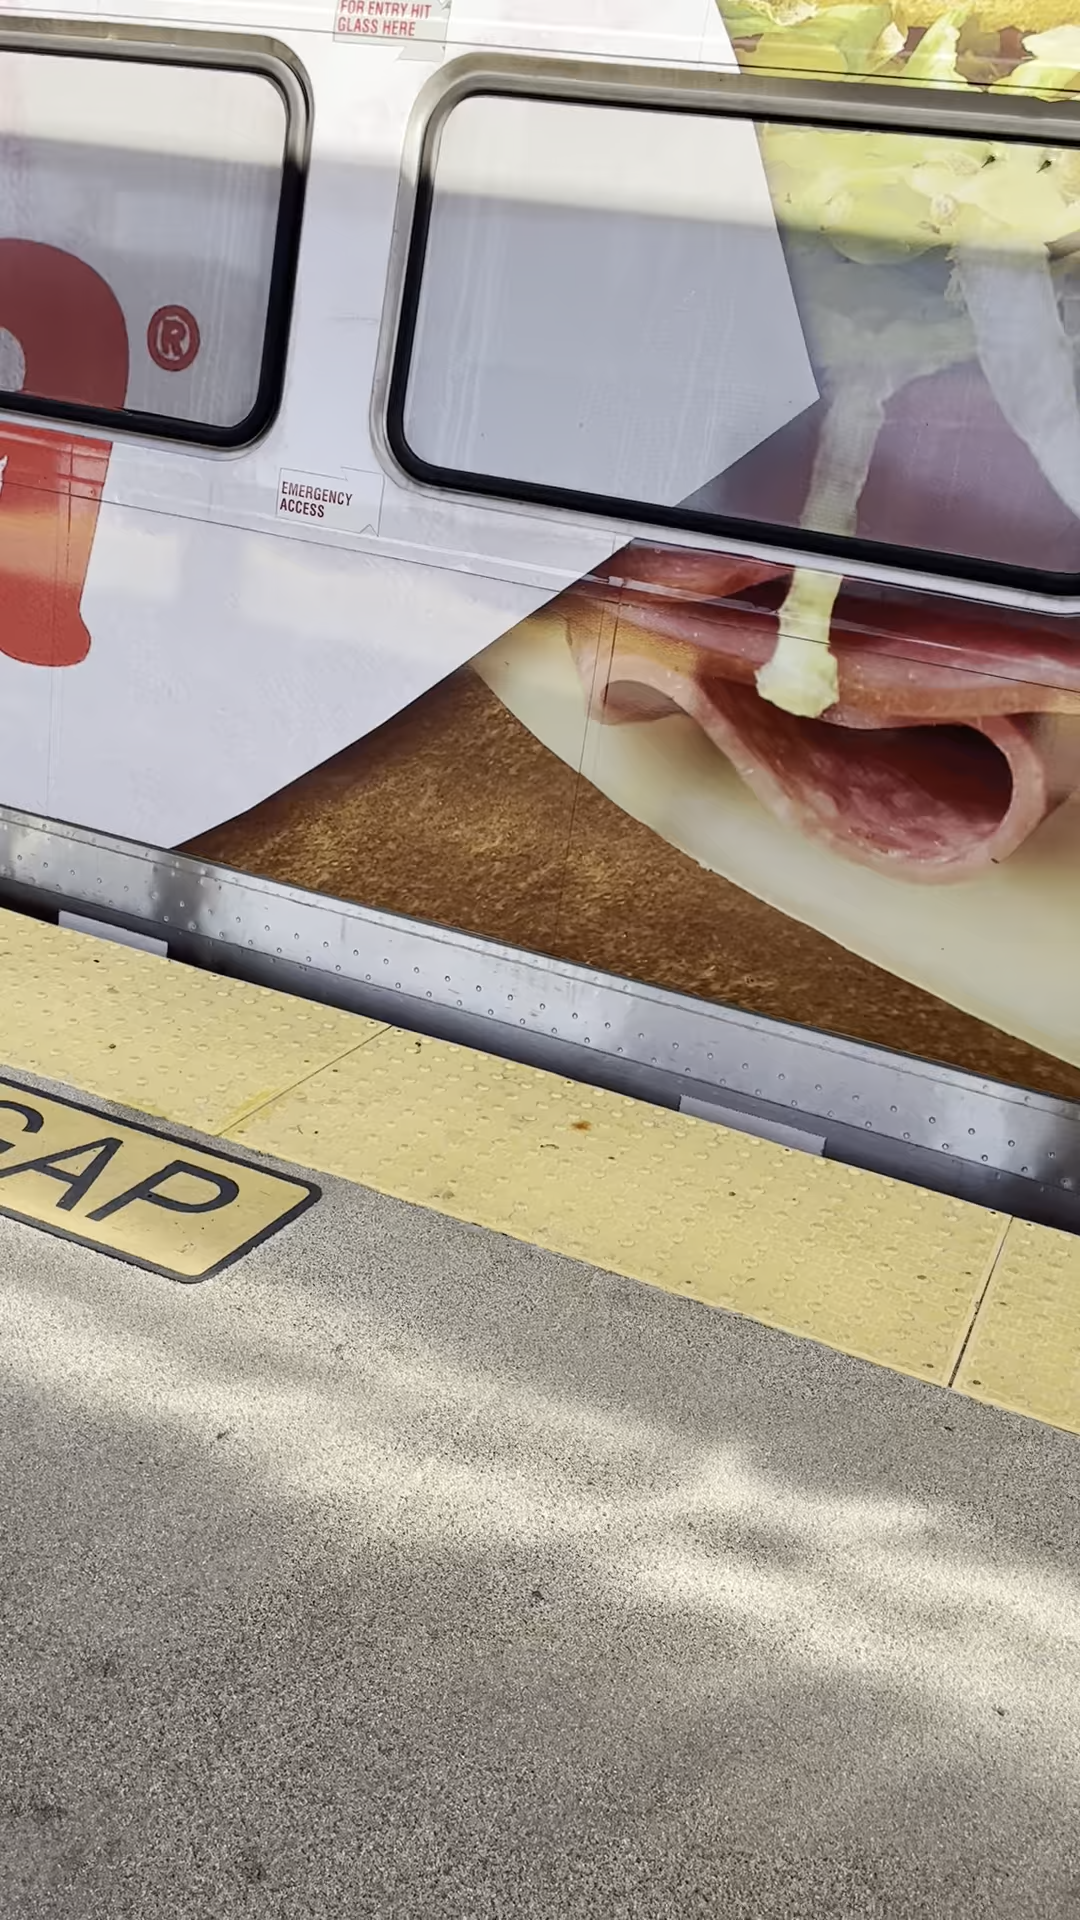 FOR ENTRY HIT
GLASS HERE
®
EMERGENCY
ACCESS
GAP